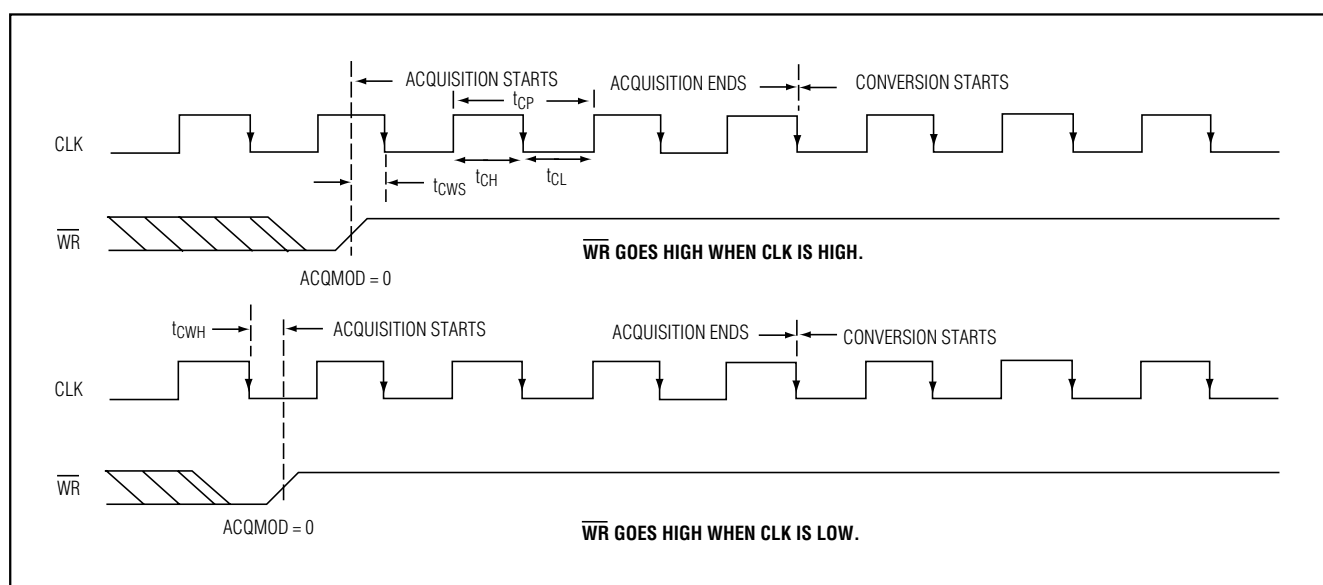 ACQUISITION STARTS
ACQUISITION ENDS
CONVERSION STARTS
tCP
CLK
tCWS
tCH
tCL
WR
WR GOES HIGH WHEN CLK IS HIGH.
ACQMOD = 0
tCWH
ACQUISITION STARTS
ACQUISITION ENDS
CONVERSION STARTS
CLK
WR
ACQMOD = 0
WR GOES HIGH WHEN CLK IS LOW.